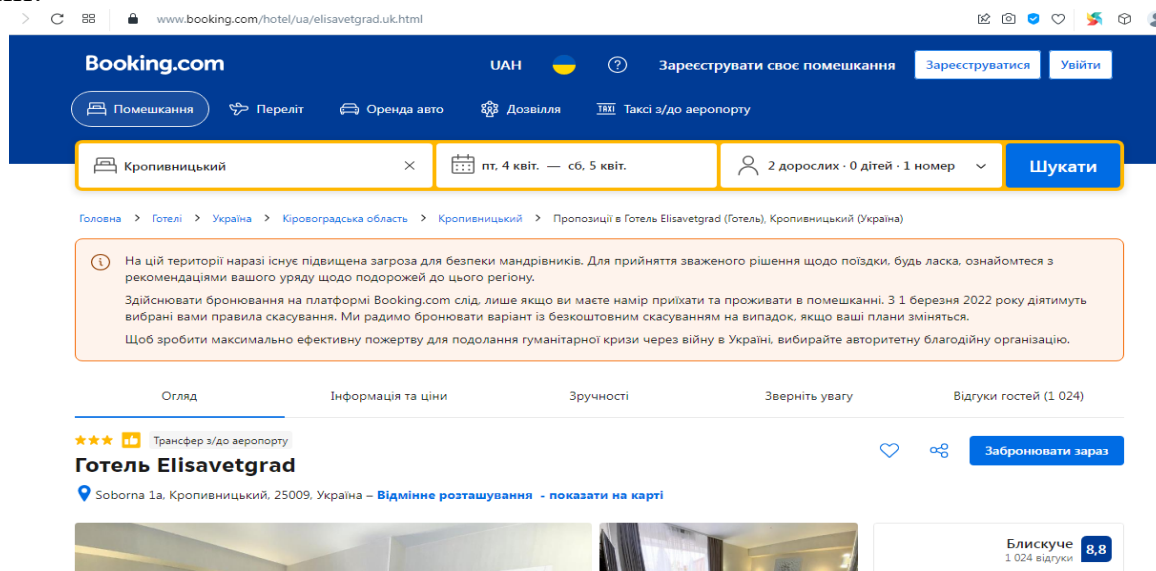 www.booking.com/hotel/ua/elisavetgrad.uk.html
Booking.com
UAH
Зареєструвати своє помешкання
Зареєструватися
Увійти
Помешкання
Переліт
Оренда авто
Дозвілля
TAXI Таксі з/до аеропорту
Кропивницький
пт, 4 квіт. — сб, 5 квіт.
2 дорослих · 0 дітей · 1 номер
Шукати
Головна > Готелі > Україна > Кіровоградська область > Кропивницький > Пропозиції в Готель Elisavetgrad (Готель), Кропивницький (Україна)
На цій території наразі існує підвищена загроза для безпеки мандрівників. Для прийняття зваженого рішення щодо поїздки, будь ласка, ознайомтеся з
рекомендаціями вашого уряду щодо подорожей до цього регіону.
Здійснювати бронювання на платформі Booking.com слід, лише якщо ви маєте намір приїхати та проживати в помешканні. З 1 березня 2022 року діятимуть
вибрані вами правила скасування. Ми радимо бронювати варіант із безкоштовним скасуванням на випадок, якщо ваші плани зміняться.
Щоб зробити максимально ефективну пожертву для подолання гуманітарної кризи через війну в Україні, вибирайте авторитетну благодійну організацію.
Огляд
Інформація та ціни
Зручності
Зверніть увагу
Відгуки гостей (1 024)
Трансфер з/до аеропорту
Готель Elisavetgrad
Забронювати зараз
Soborna 1a, Кропивницький, 25009, Україна – Відмінне розташування - показати на карті
Блискуче
1 024 відгуки
8,8